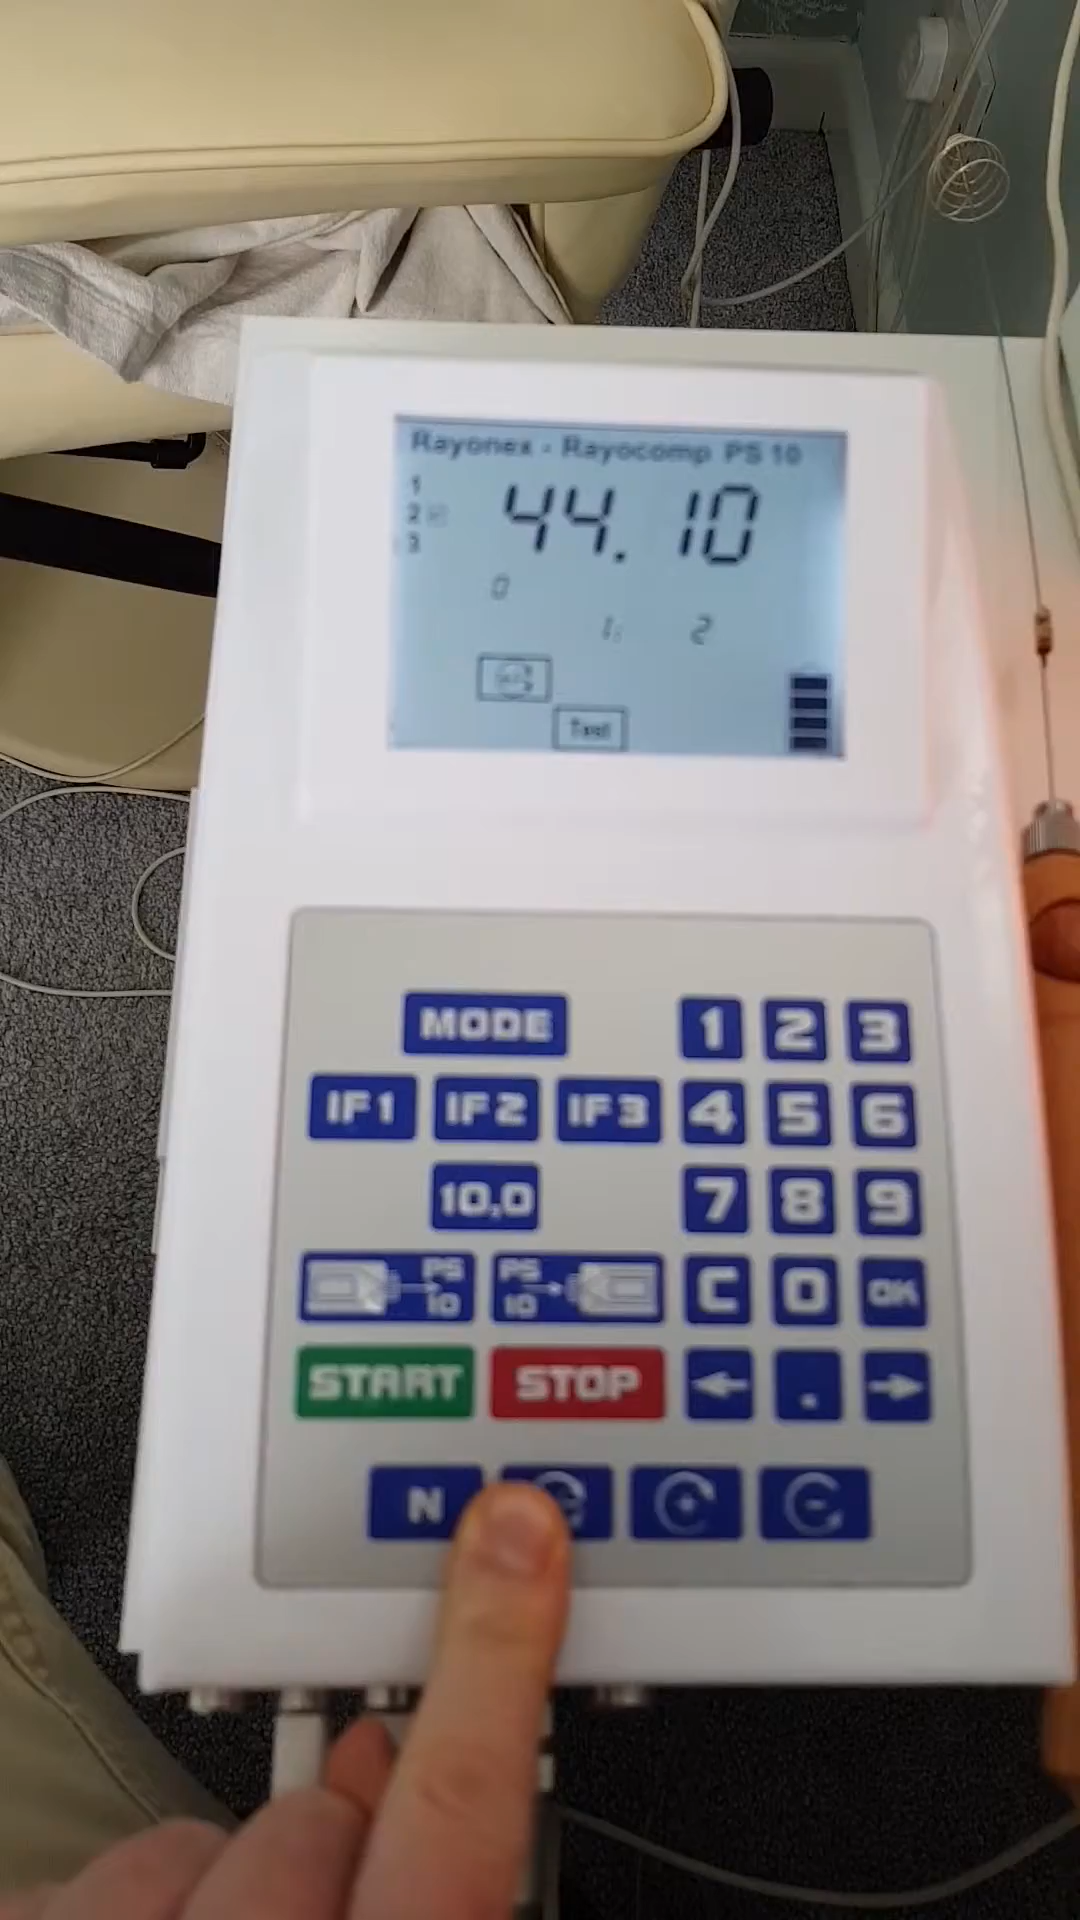 Rayonex - Rayocomp PS 10
1
2
3
44.10
0
1: 2
Test
MODE
1 2 3
IF1 IF2 IF3
4 5 6
10,0
7 8 9
PS 10
PS 10
C 0 OK
START STOP
.
N
+ -